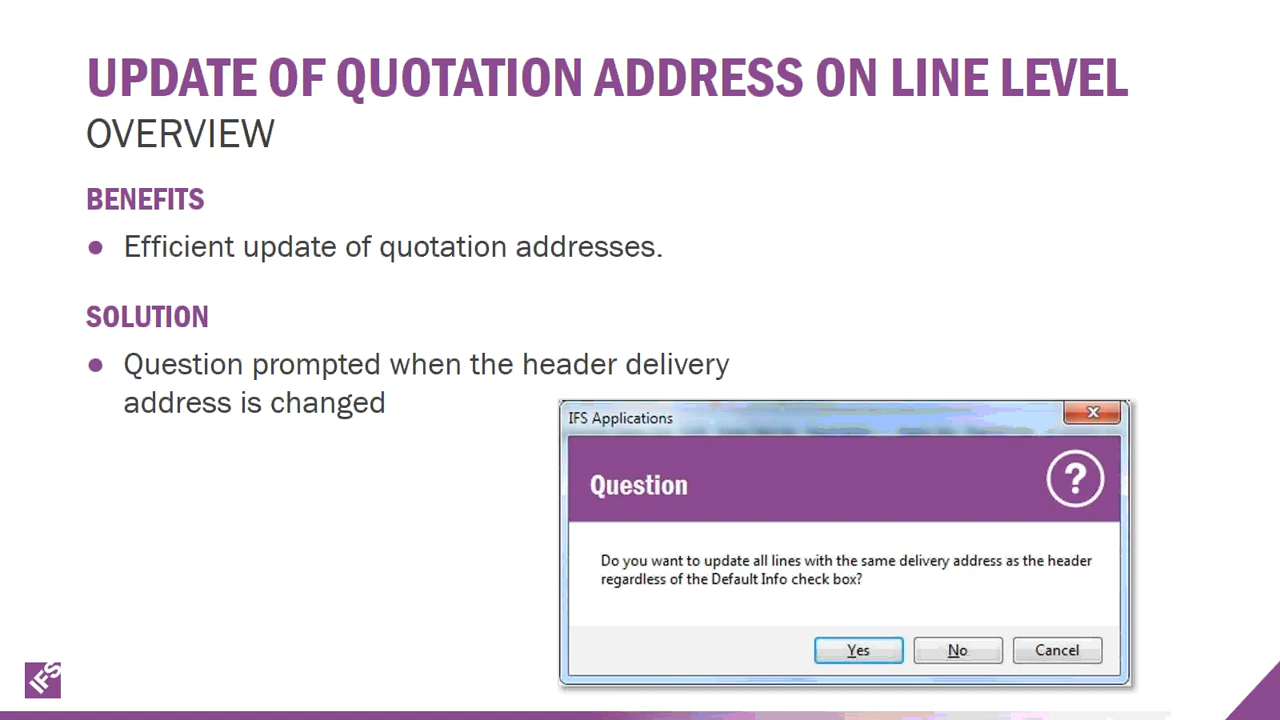 UPDATE OF QUOTATION ADDRESS ON LINE LEVEL
OVERVIEW
BENEFITS
● Efficient update of quotation addresses.
SOLUTION
● Question prompted when the header delivery
address is changed
IFS Applications
Question
?
Do you want to update all lines with the same delivery address as the header
regardless of the Default Info check box?
Yes
No
Cancel
IFS